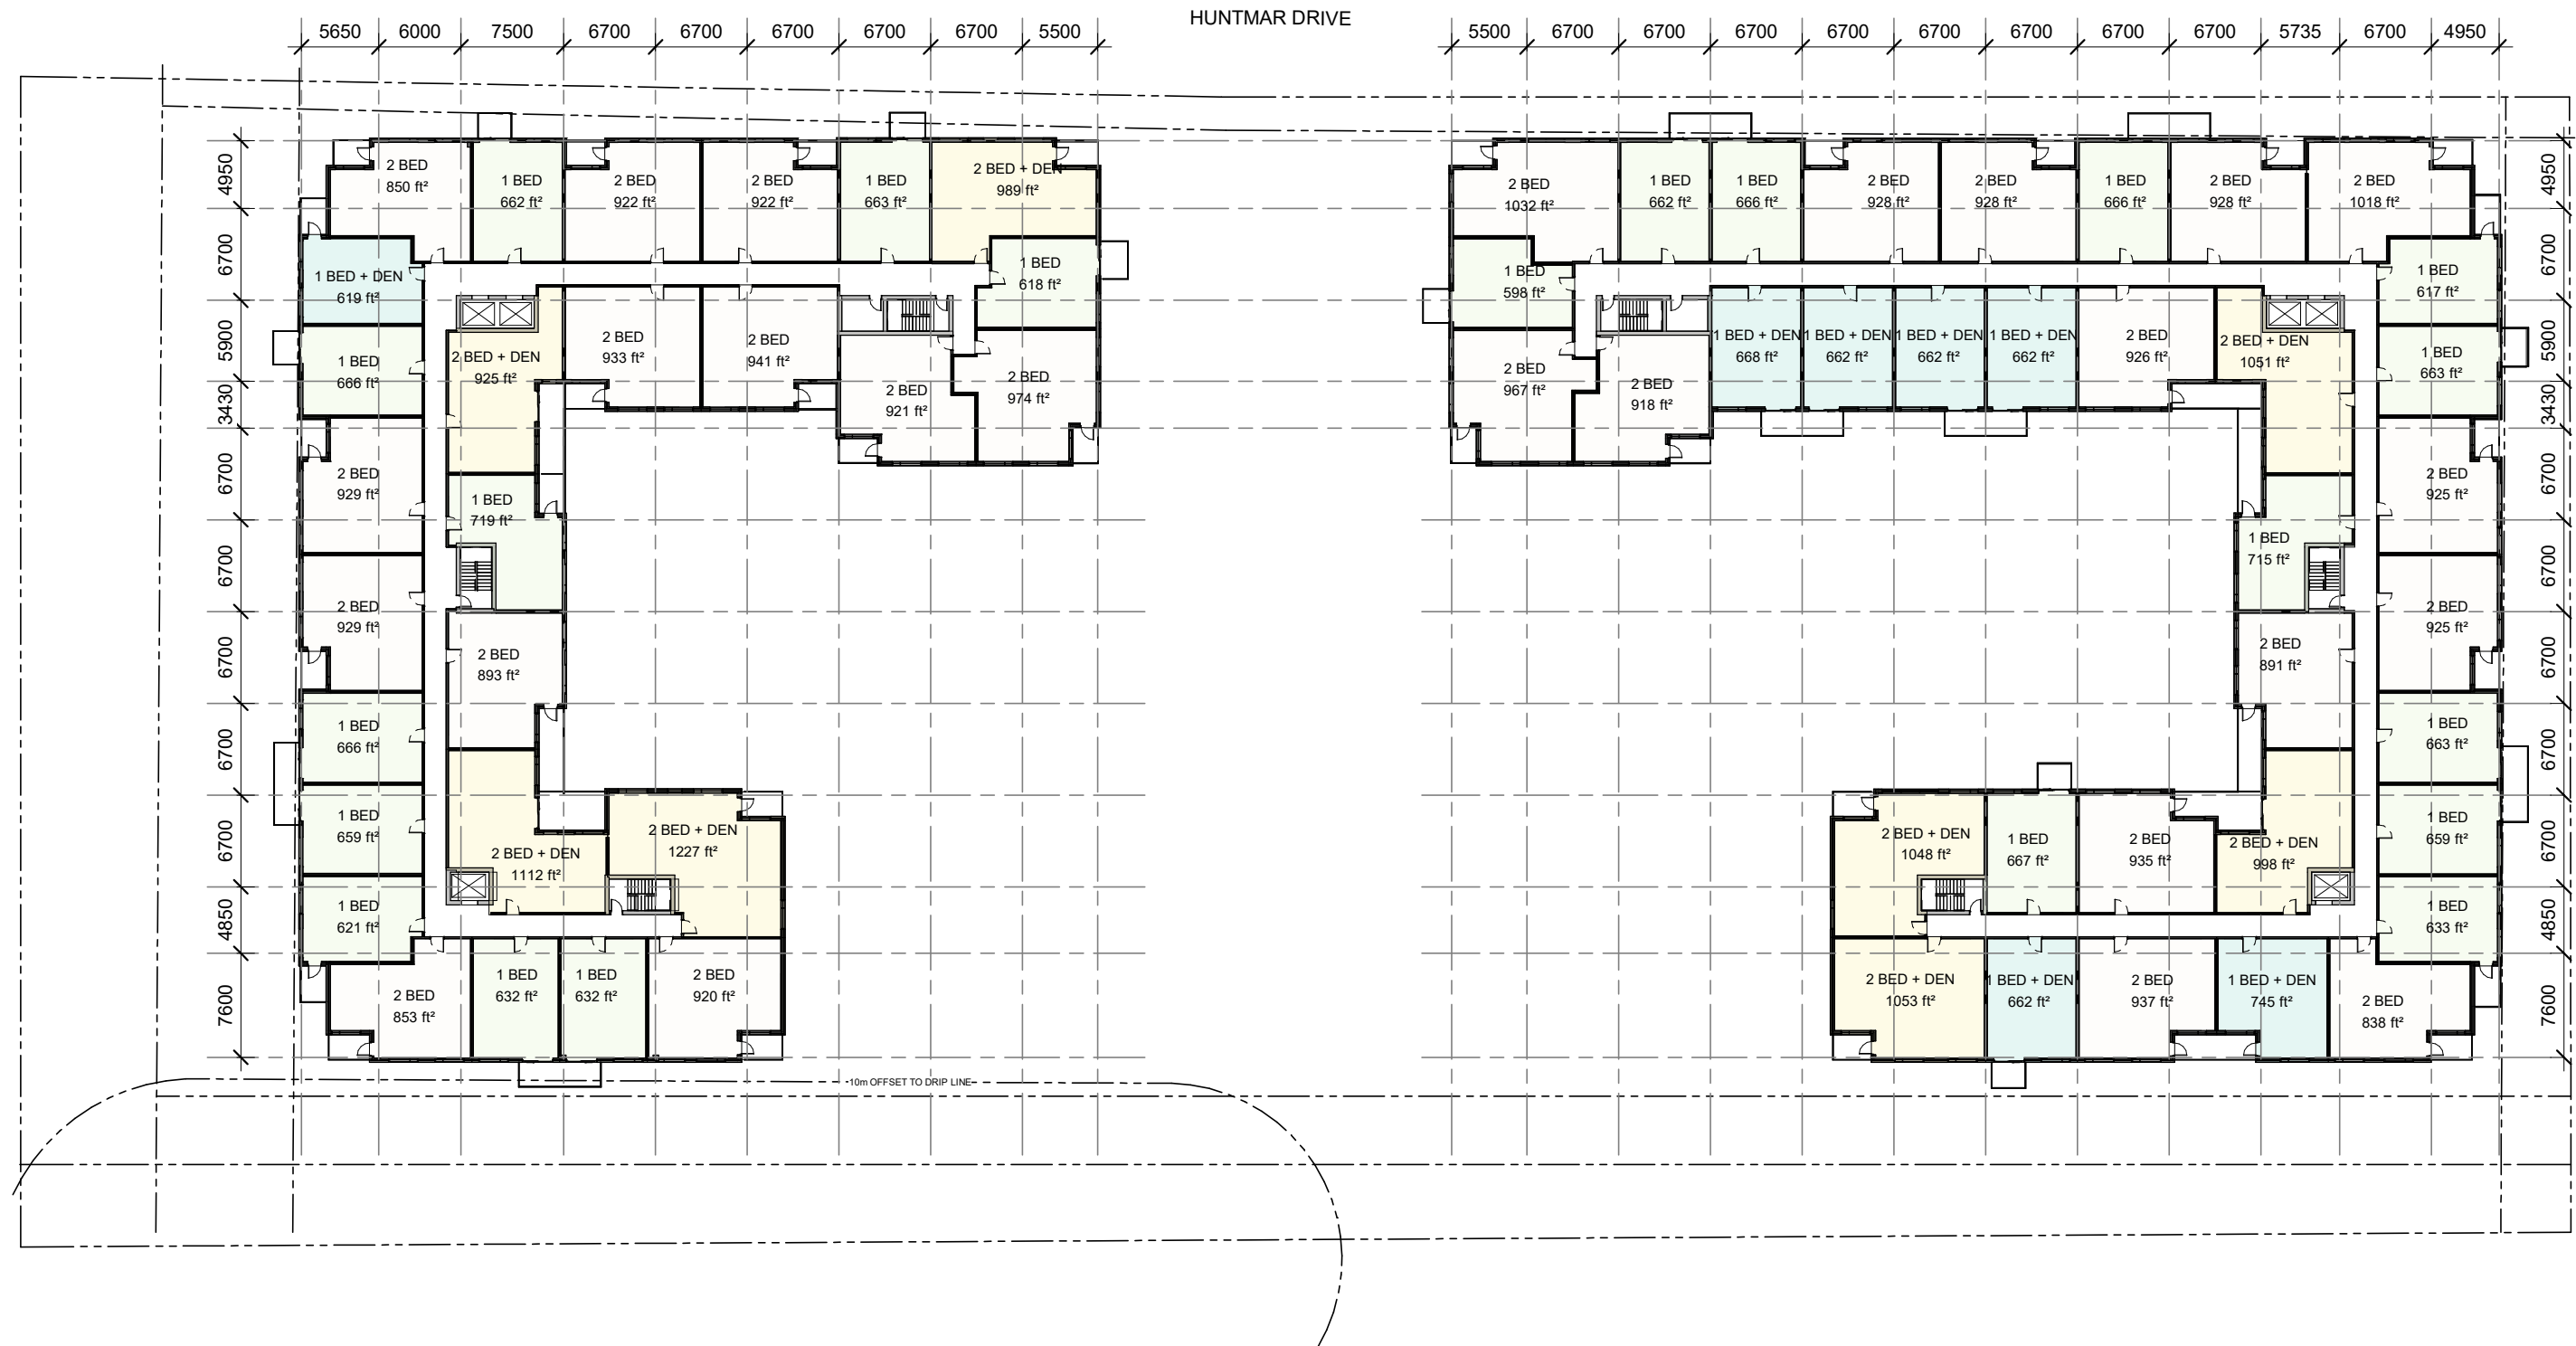 HUNTMAR DRIVE
5650 6000 7500 6700 6700 6700 6700 6700 5500
5500 6700 6700 6700 6700 6700 6700 6700 6700 5735 6700 4950
4950
6700
5900
3430
6700
6700
6700
6700
6700
4850
7600
2 BED
850 ft²
1 BED
662 ft²
2 BED
922 ft²
2 BED
922 ft²
1 BED
663 ft²
2 BED + DEN
989 ft²
1 BED + DEN
619 ft²
1 BED
618 ft²
1 BED
666 ft²
2 BED + DEN
925 ft²
2 BED
933 ft²
2 BED
941 ft²
2 BED
921 ft²
2 BED
974 ft²
2 BED
929 ft²
1 BED
719 ft²
2 BED
929 ft²
2 BED
893 ft²
1 BED
666 ft²
1 BED
659 ft²
2 BED + DEN
1112 ft²
2 BED + DEN
1227 ft²
1 BED
621 ft²
2 BED
853 ft²
1 BED
632 ft²
1 BED
632 ft²
2 BED
920 ft²
10m OFFSET TO DRIP LINE
2 BED
1032 ft²
1 BED
662 ft²
1 BED
666 ft²
2 BED
928 ft²
2 BED
928 ft²
1 BED
666 ft²
2 BED
928 ft²
2 BED
1018 ft²
1 BED
598 ft²
1 BED
617 ft²
2 BED
967 ft²
2 BED
918 ft²
1 BED + DEN
668 ft²
1 BED + DEN
662 ft²
1 BED + DEN
662 ft²
1 BED + DEN
662 ft²
2 BED
926 ft²
2 BED + DEN
1051 ft²
1 BED
663 ft²
2 BED
925 ft²
1 BED
715 ft²
2 BED
925 ft²
2 BED
891 ft²
1 BED
663 ft²
2 BED + DEN
1048 ft²
1 BED
667 ft²
2 BED
935 ft²
2 BED + DEN
998 ft²
1 BED
659 ft²
1 BED
633 ft²
2 BED + DEN
1053 ft²
1 BED + DEN
662 ft²
2 BED
937 ft²
1 BED + DEN
745 ft²
2 BED
838 ft²
4950
6700
5900
3430
6700
6700
6700
6700
6700
4850
7600